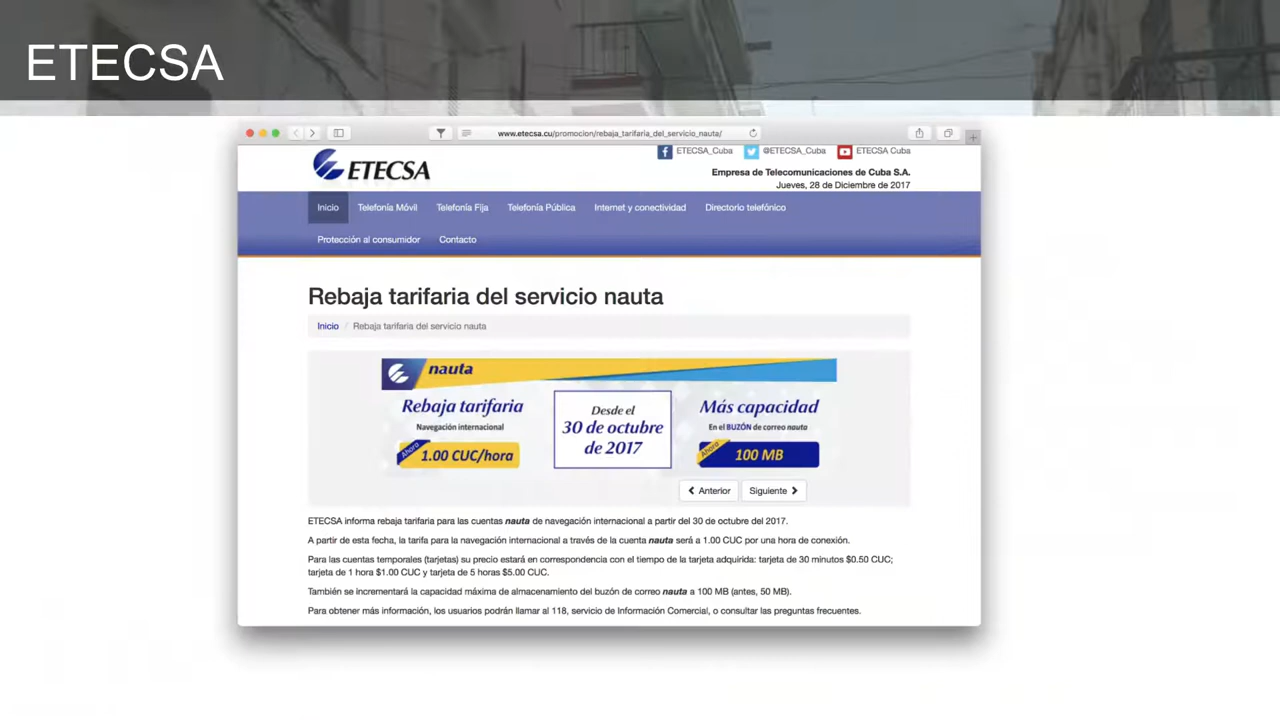 ETECSA
www.etecsa.cu/promocion/rebaja_tarifaria_del_servicio_nauta/
ETECSA
ETECSA_Cuba @ETECSA_Cuba ETECSA Cuba
Empresa de Telecomunicaciones de Cuba S.A.
Jueves, 28 de Diciembre de 2017
Inicio Telefonía Móvil Telefonía Fija Telefonía Pública Internet y conectividad Directorio telefónico
Protección al consumidor Contacto
Rebaja tarifaria del servicio nauta
Inicio / Rebaja tarifaria del servicio nauta
nauta
Rebaja tarifaria
Navegación internacional
Ahora 1.00 CUC/hora
Desde el
30 de octubre
de 2017
Más capacidad
En el BUZÓN de correo nauta
Ahora 100 MB
Anterior Siguiente
ETECSA informa rebaja tarifaria para las cuentas nauta de navegación internacional a partir del 30 de octubre del 2017.
A partir de esta fecha, la tarifa para la navegación internacional a través de la cuenta nauta será a 1.00 CUC por una hora de conexión.
Para las cuentas temporales (tarjetas) su precio estará en correspondencia con el tiempo de la tarjeta adquirida: tarjeta de 30 minutos $0.50 CUC;
tarjeta de 1 hora $1.00 CUC y tarjeta de 5 horas $5.00 CUC.
También se incrementará la capacidad máxima de almacenamiento del buzón de correo nauta a 100 MB (antes, 50 MB).
Para obtener más información, los usuarios podrán llamar al 118, servicio de Información Comercial, o consultar las preguntas frecuentes.